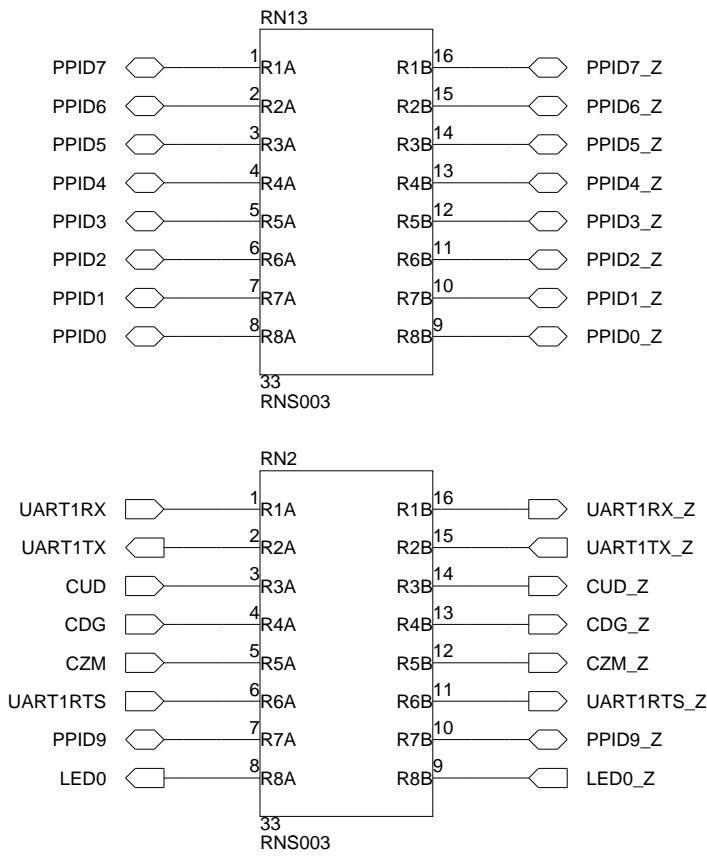 RN13
PPID7 1 R1A R1B 16 PPID7_Z
PPID6 2 R2A R2B 15 PPID6_Z
PPID5 3 R3A R3B 14 PPID5_Z
PPID4 4 R4A R4B 13 PPID4_Z
PPID3 5 R5A R5B 12 PPID3_Z
PPID2 6 R6A R6B 11 PPID2_Z
PPID1 7 R7A R7B 10 PPID1_Z
PPID0 8 R8A R8B 9 PPID0_Z
33
RNS003
RN2
UART1RX 1 R1A R1B 16 UART1RX_Z
UART1TX 2 R2A R2B 15 UART1TX_Z
CUD 3 R3A R3B 14 CUD_Z
CDG 4 R4A R4B 13 CDG_Z
CZM 5 R5A R5B 12 CZM_Z
UART1RTS 6 R6A R6B 11 UART1RTS_Z
PPID9 7 R7A R7B 10 PPID9_Z
LED0 8 R8A R8B 9 LED0_Z
33
RNS003